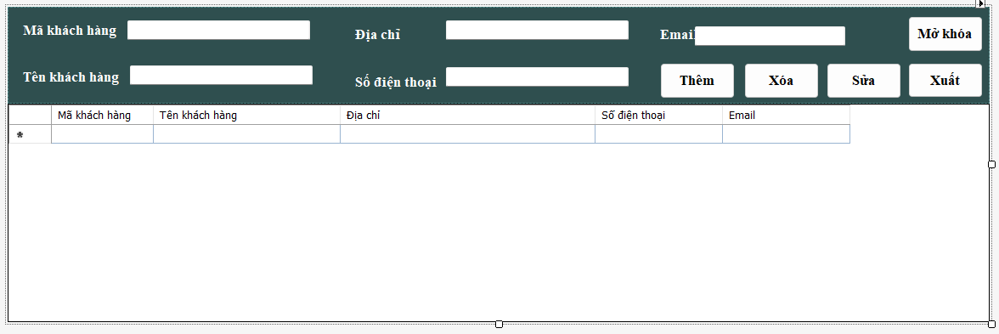 Mã khách hàng Địa chỉ Email Mở khóa
Tên khách hàng Số điện thoại Thêm Xóa Sửa Xuất
Mã khách hàng Tên khách hàng Địa chỉ Số điện thoại Email
*